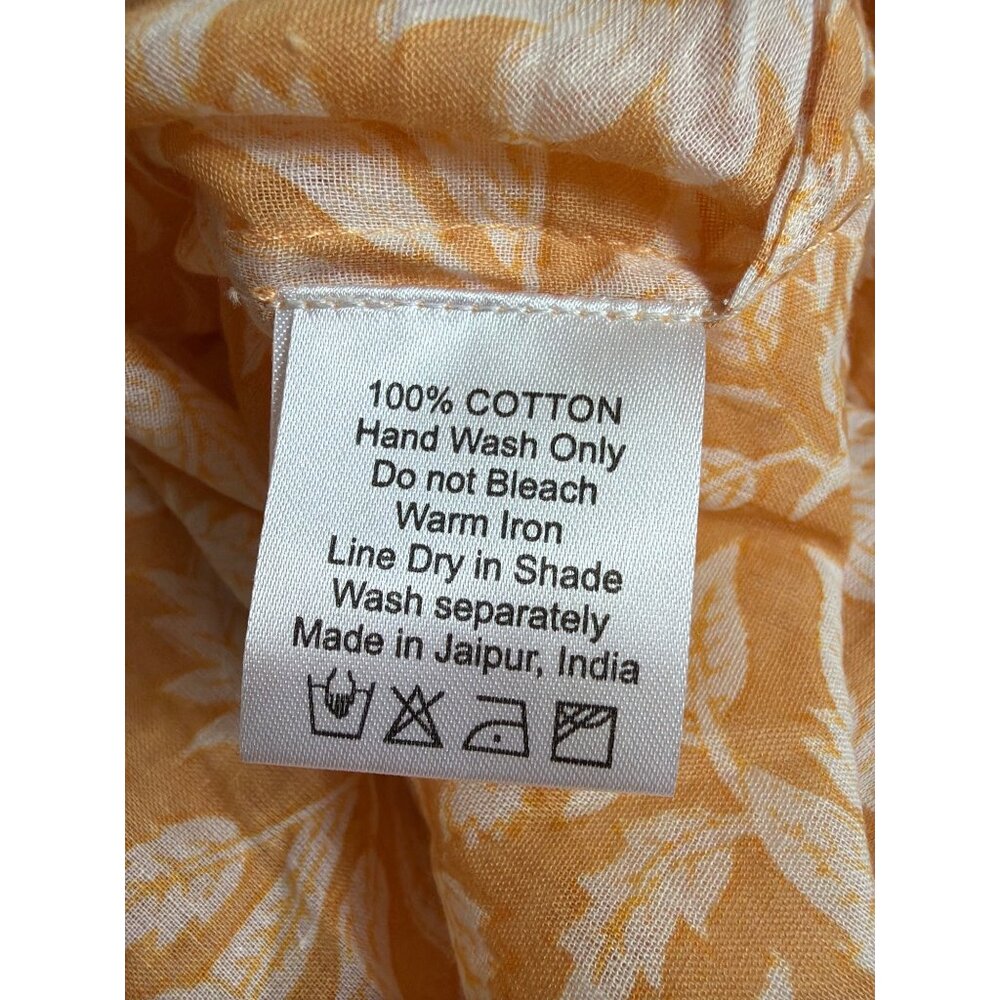 100% COTTON
Hand Wash Only
Do not Bleach
Warm Iron
Line Dry in Shade
Wash separately
Made in Jaipur, India